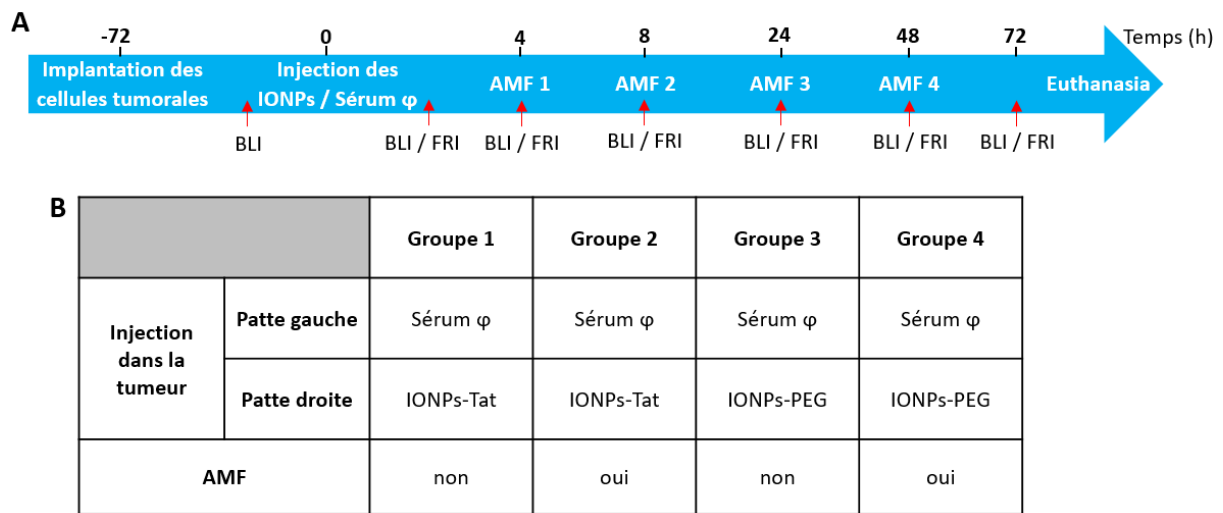 A
-72 0 4 8 24 48 72 Temps (h)
Implantation des
cellules tumorales
Injection des
IONPs / Sérum φ
AMF 1 AMF 2 AMF 3 AMF 4 Euthanasia
BLI BLI / FRI BLI / FRI BLI / FRI BLI / FRI BLI / FRI BLI / FRI
B
Groupe 1 Groupe 2 Groupe 3 Groupe 4
Injection
dans la
tumeur
Patte gauche Sérum φ Sérum φ Sérum φ Sérum φ
Patte droite IONPs-Tat IONPs-Tat IONPs-PEG IONPs-PEG
AMF non oui non oui